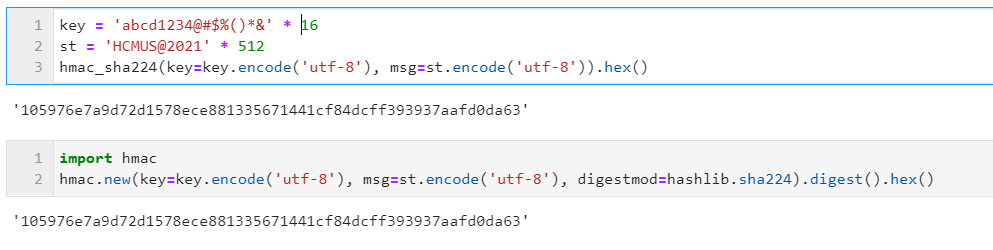 1 key = 'abcd1234@#$%()*&' * 16
2 st = 'HCMUS@2021' * 512
3 hmac_sha224(key=key.encode('utf-8'), msg=st.encode('utf-8')).hex()
'105976e7a9d72d1578ece881335671441cf84dcff393937aafd0da63'
1 import hmac
2 hmac.new(key=key.encode('utf-8'), msg=st.encode('utf-8'), digestmod=hashlib.sha224).digest().hex()
'105976e7a9d72d1578ece881335671441cf84dcff393937aafd0da63'